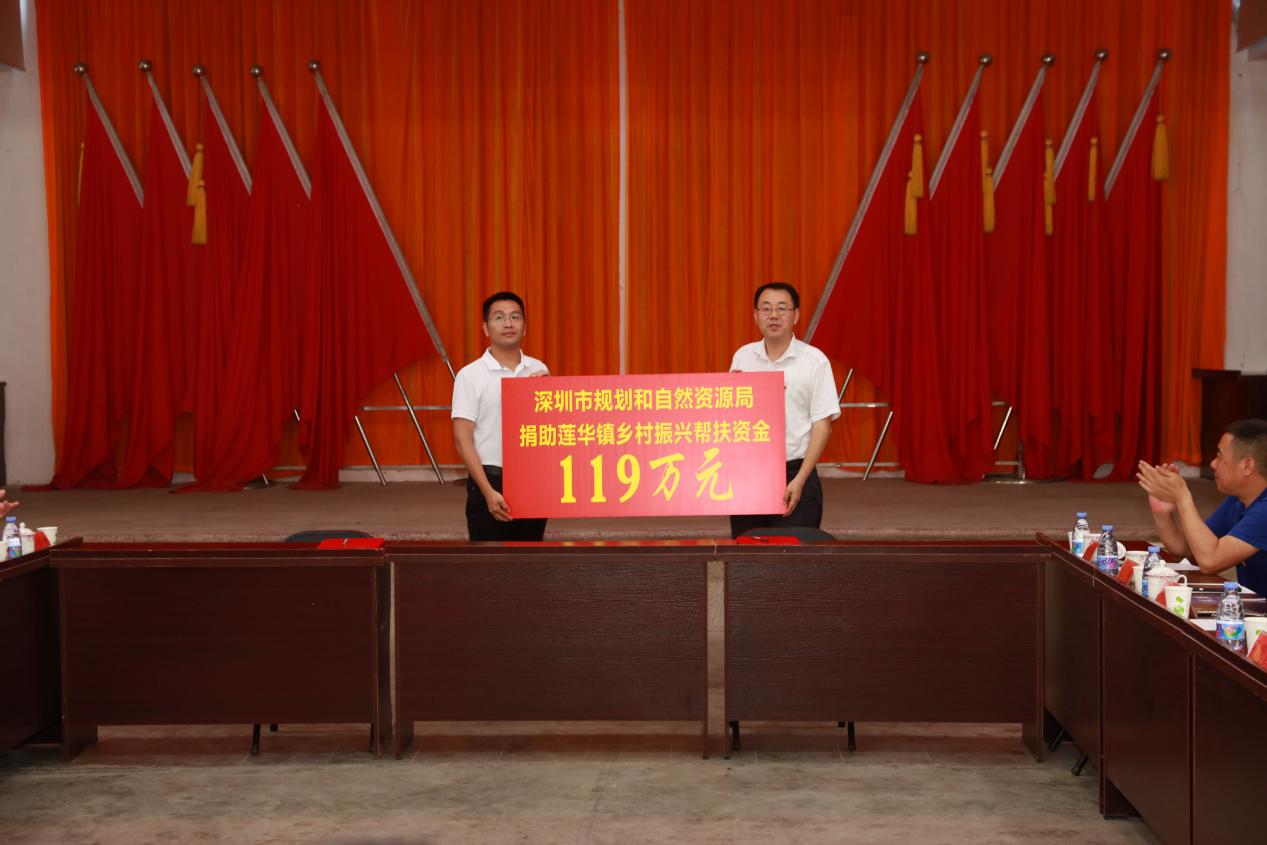 深圳市规划和自然资源局
捐助莲华镇乡村振兴帮扶资金
119万元